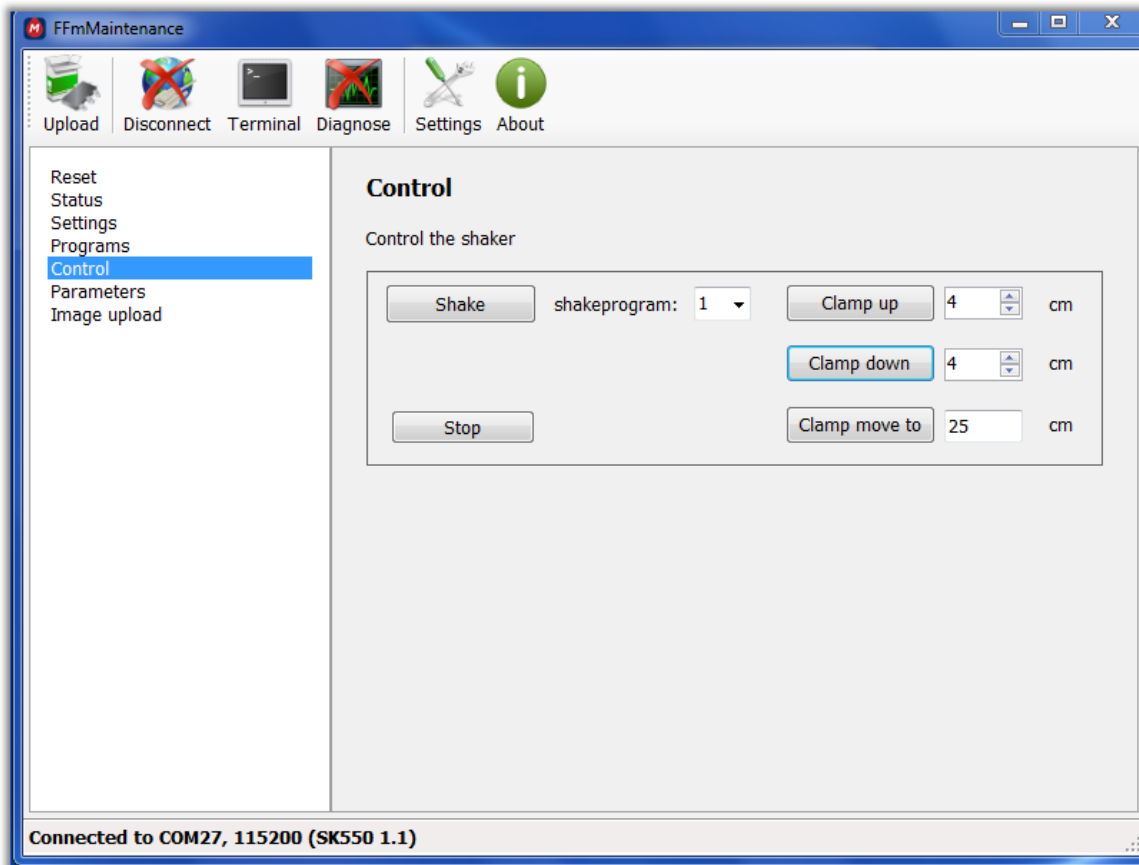 FFmMaintenance
Upload Disconnect Terminal Diagnose Settings About
Reset
Status
Settings
Programs
Control
Parameters
Image upload
Control
Control the shaker
Shake shakeprogram: 1 Clamp up 4 cm
Clamp down 4 cm
Stop Clamp move to 25 cm
Connected to COM27, 115200 (SK550 1.1)